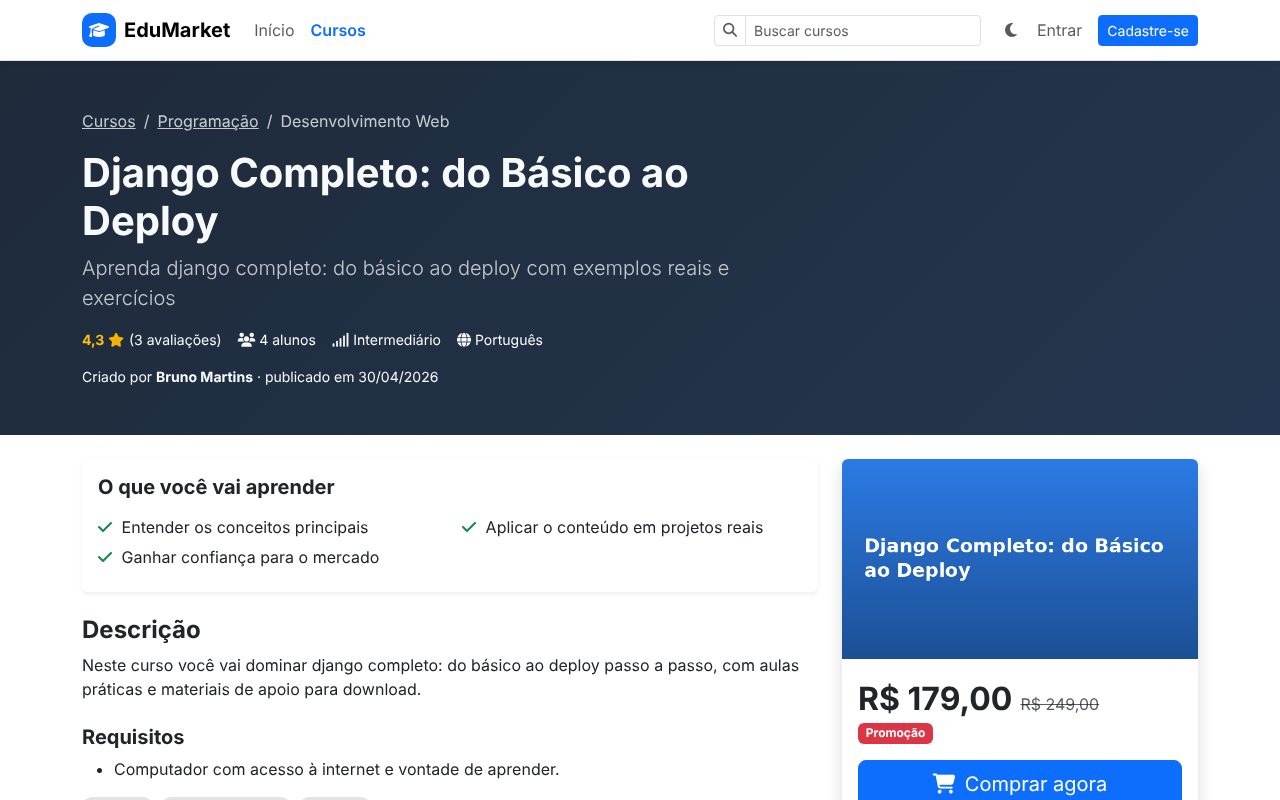 EduMarket
Início
Cursos
Buscar cursos
Entrar
Cadastre-se
Cursos / Programação / Desenvolvimento Web
Django Completo: do Básico ao
Deploy
Aprenda django completo: do básico ao deploy com exemplos reais e
exercícios
4,3 (3 avaliações) 4 alunos Intermediário Português
Criado por Bruno Martins · publicado em 30/04/2026
O que você vai aprender
Entender os conceitos principais
Aplicar o conteúdo em projetos reais
Ganhar confiança para o mercado
Descrição
Neste curso você vai dominar django completo: do básico ao deploy passo a passo, com aulas
práticas e materiais de apoio para download.
Requisitos
Computador com acesso à internet e vontade de aprender.
Django Completo: do Básico
ao Deploy
R$ 179,00 R$ 249,00
Promoção
Comprar agora